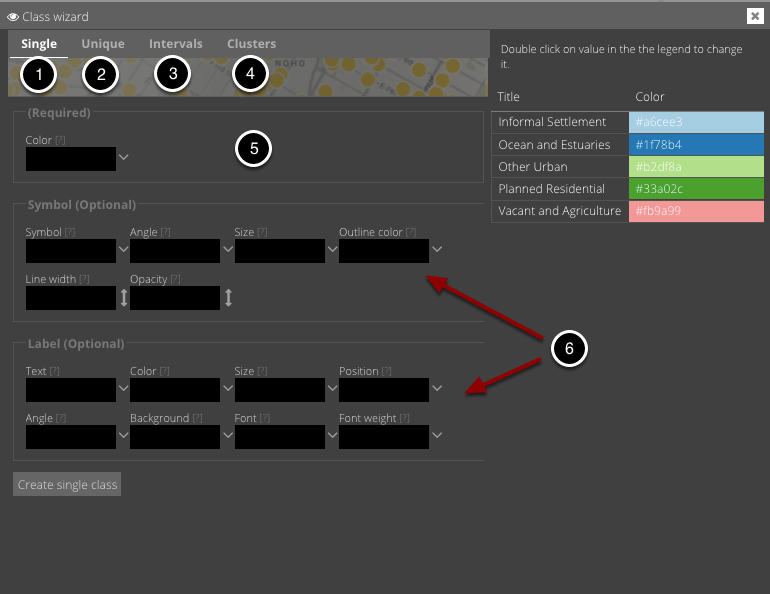 Class wizard
Single Unique Intervals Clusters
1 2 3 4
NOHO
(Required)
Color [?]
5
Symbol (Optional)
Symbol [?] Angle [?] Size [?] Outline color [?]
Line width [?] Opacity [?]
6
Label (Optional)
Text [?] Color [?] Size [?] Position [?]
Angle [?] Background [?] Font [?] Font weight [?]
Create single class
Double click on value in the the legend to change
it.
Title Color
Informal Settlement #a6cee3
Ocean and Estuaries #1f78b4
Other Urban #b2df8a
Planned Residential #33a02c
Vacant and Agriculture #fb9a99